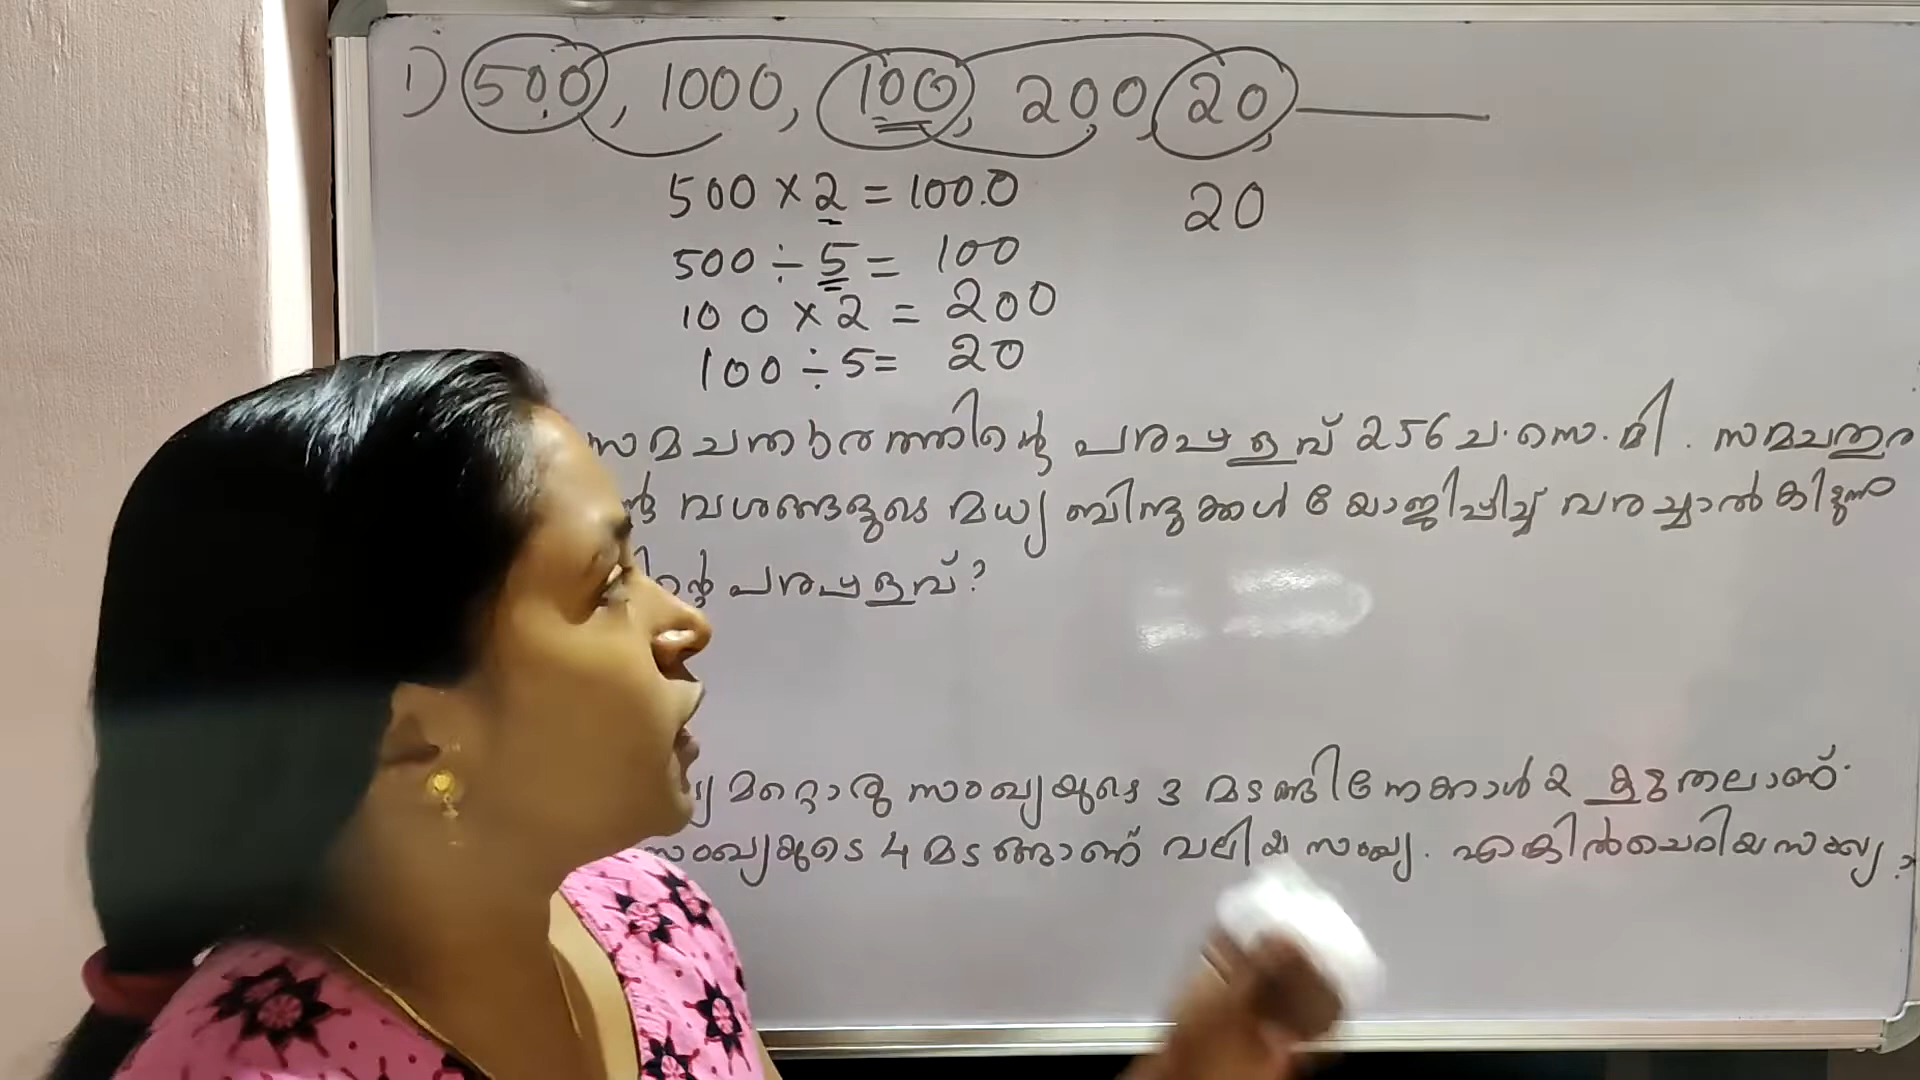 1) 500, 1000, 100, 200, 20, ______
500 × 2 = 1000
20
500 ÷ 5 = 100
100 × 2 = 200
100 ÷ 5 = 20
സമചതുരത്തിന്റെ പരപ്പളവ് 256 ച.സെ.മി. സമചതുര
വശങ്ങളുടെ മധ്യ ബിന്ദുക്കൾ യോജിപ്പിച്ച് വരച്ചാൽ കിട്ടുന്ന
പരപ്പളവ്?
മറ്റൊരു സംഖ്യയുടെ 3 മടങ്ങിനേക്കാൾ 2 കൂടുതലാണ്.
സംഖ്യയുടെ 4 മടങ്ങാണ് വലിയ സംഖ്യ. എങ്കിൽ ചെറിയ സംഖ്യ?